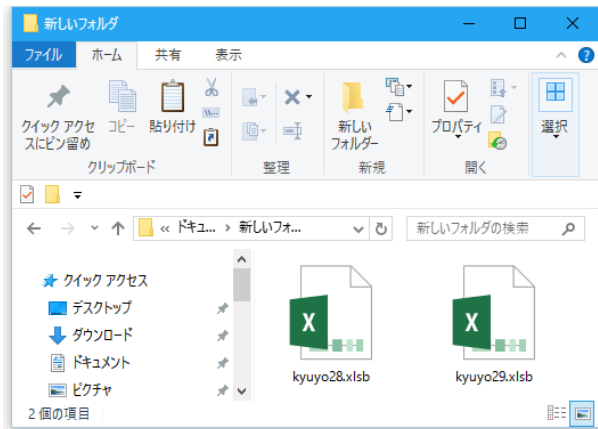 新しいフォルダ
ファイル ホーム 共有 表示
クイック アクセスにピン留め コピー 貼り付け 新しいフォルダー プロパティ 選択
クリップボード 整理 新規 開く
« ドキュ... › 新しいフォ... 新しいフォルダの検索
クイック アクセス
デスクトップ
ダウンロード
ドキュメント
ピクチャ
kyuyo28.xlsb kyuyo29.xlsb
2 個の項目